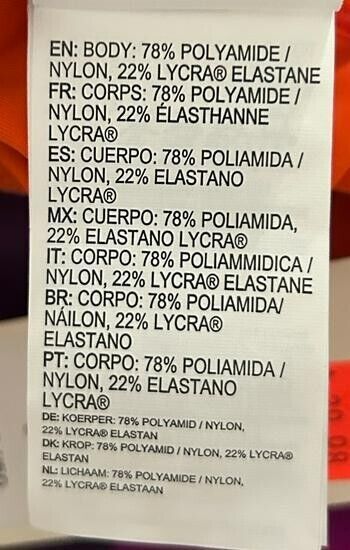 EN: BODY: 78% POLYAMIDE /
NYLON, 22% LYCRA® ELASTANE
FR: CORPS: 78% POLYAMIDE /
NYLON, 22% ÉLASTHANNE
LYCRA®
ES: CUERPO: 78% POLIAMIDA /
NYLON, 22% ELASTANO
LYCRA®
MX: CUERPO: 78% POLIAMIDA,
22% ELASTANO LYCRA®
IT: CORPO: 78% POLIAMMIDICA /
NYLON, 22% LYCRA® ELASTANE
BR: CORPO: 78% POLIAMIDA/
NÁILON, 22% LYCRA®
ELASTANO
PT: CORPO: 78% POLIAMIDA /
NYLON, 22% ELASTANO
LYCRA®
DE: KOERPER: 78% POLYAMID / NYLON,
22% LYCRA® ELASTAN
DK: KROP: 78% POLYAMID / NYLON, 22% LYCRA®
ELASTAN
NL: LICHAAM: 78% POLYAMIDE / NYLON,
22% LYCRA® ELASTAAN